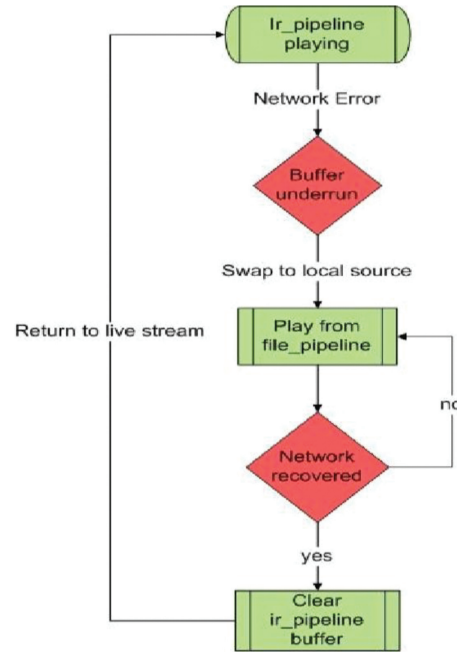 Ir_pipeline
playing
Network Error
Buffer
underrun
Swap to local source
Play from
file_pipeline
Return to live stream
no
Network
recovered
yes
Clear
ir_pipeline
buffer